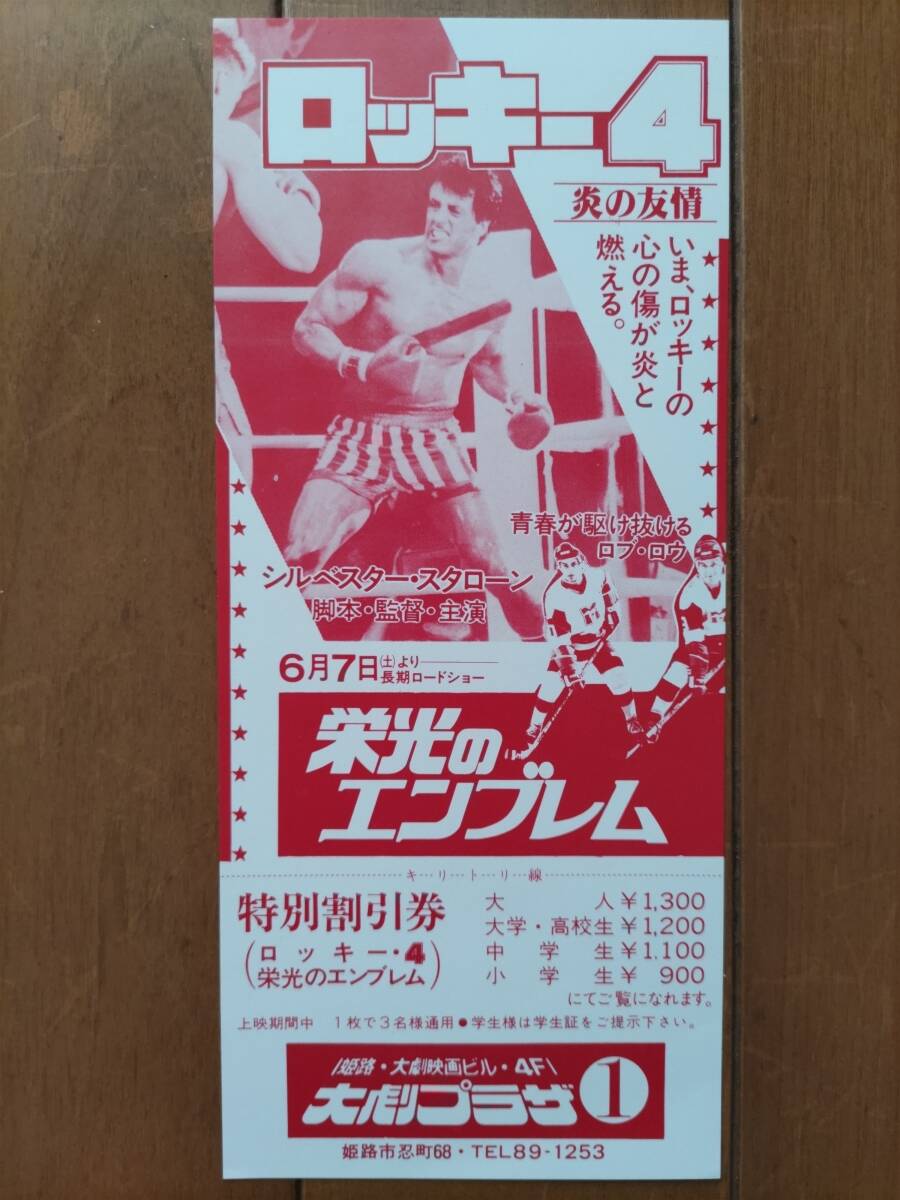 ロッキー4
炎の友情
いま、ロッキーの
心の傷が炎と
燃える。
青春が駆け抜ける
ロブ・ロウ
シルベスター・スタローン
脚本・監督・主演
6月7日(土)より
長期ロードショー
栄光の
エンブレム
キ・リ・ト・リ・線
特別割引券
(ロッキー・4
栄光のエンブレム)
大人¥1,300
大学・高校生¥1,200
中学生¥1,100
小学生¥900
にてご覧になれます。
上映期間中 1枚で3名様通用●学生様は学生証をご提示下さい。
姫路・大劇映画ビル・4F
大劇プラザ1
姫路市忍町68・TEL89-1253